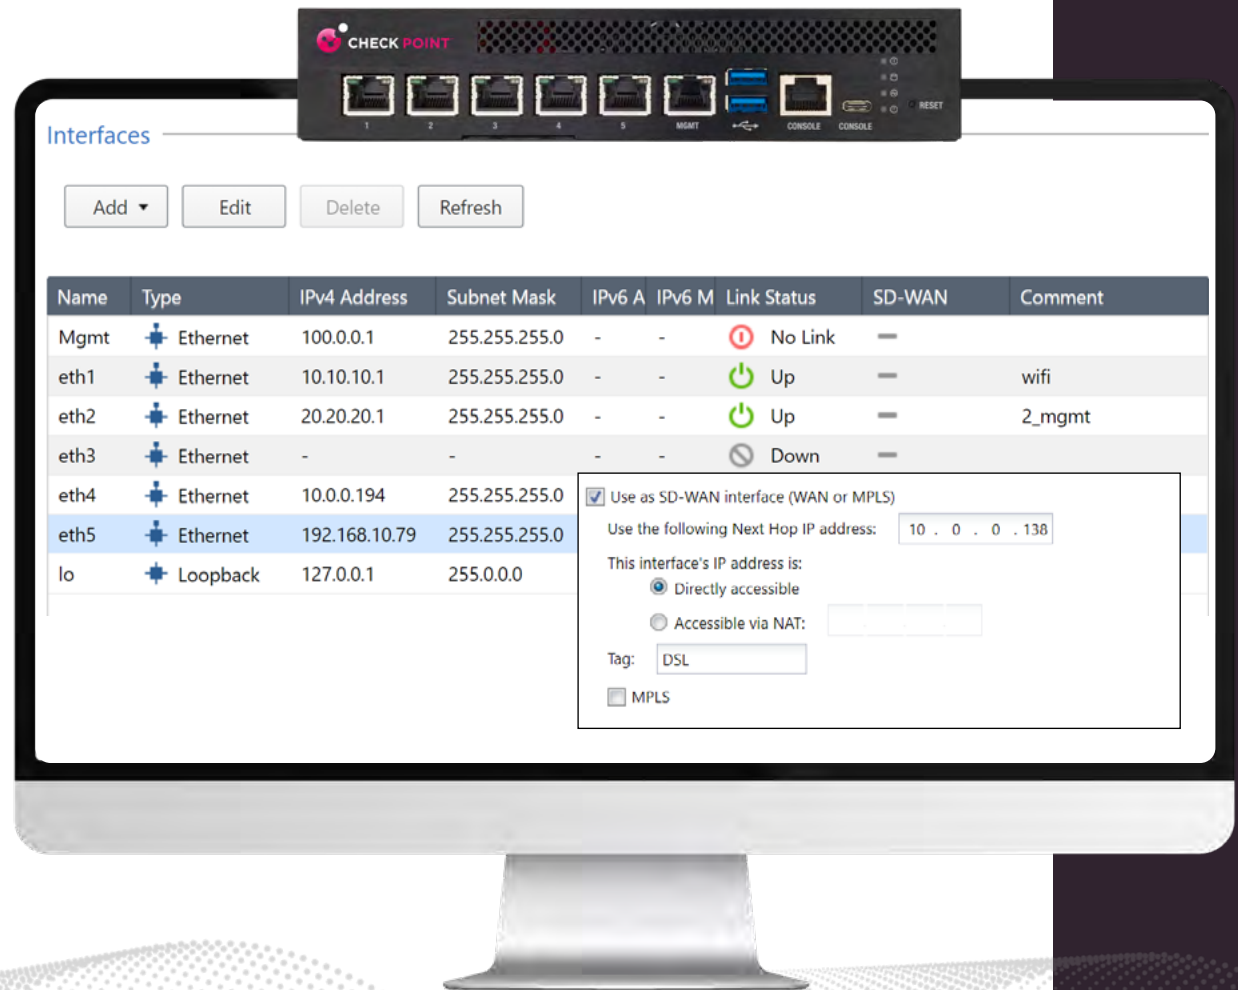 CHECK POINT
1 2 3 4 5 MGMT CONSOLE CONSOLE RESET
Interfaces
Add Edit Delete Refresh
Name Type IPv4 Address Subnet Mask IPv6 A IPv6 M Link Status SD-WAN Comment
Mgmt Ethernet 100.0.0.1 255.255.255.0 - - No Link
eth1 Ethernet 10.10.10.1 255.255.255.0 - - Up wifi
eth2 Ethernet 20.20.20.1 255.255.255.0 - - Up 2_mgmt
eth3 Ethernet - - - - Down
eth4 Ethernet 10.0.0.194 255.255.255.0
eth5 Ethernet 192.168.10.79 255.255.255.0
lo Loopback 127.0.0.1 255.0.0.0
Use as SD-WAN interface (WAN or MPLS)
Use the following Next Hop IP address: 10 . 0 . 0 . 138
This interface's IP address is:
Directly accessible
Accessible via NAT:
Tag: DSL
MPLS